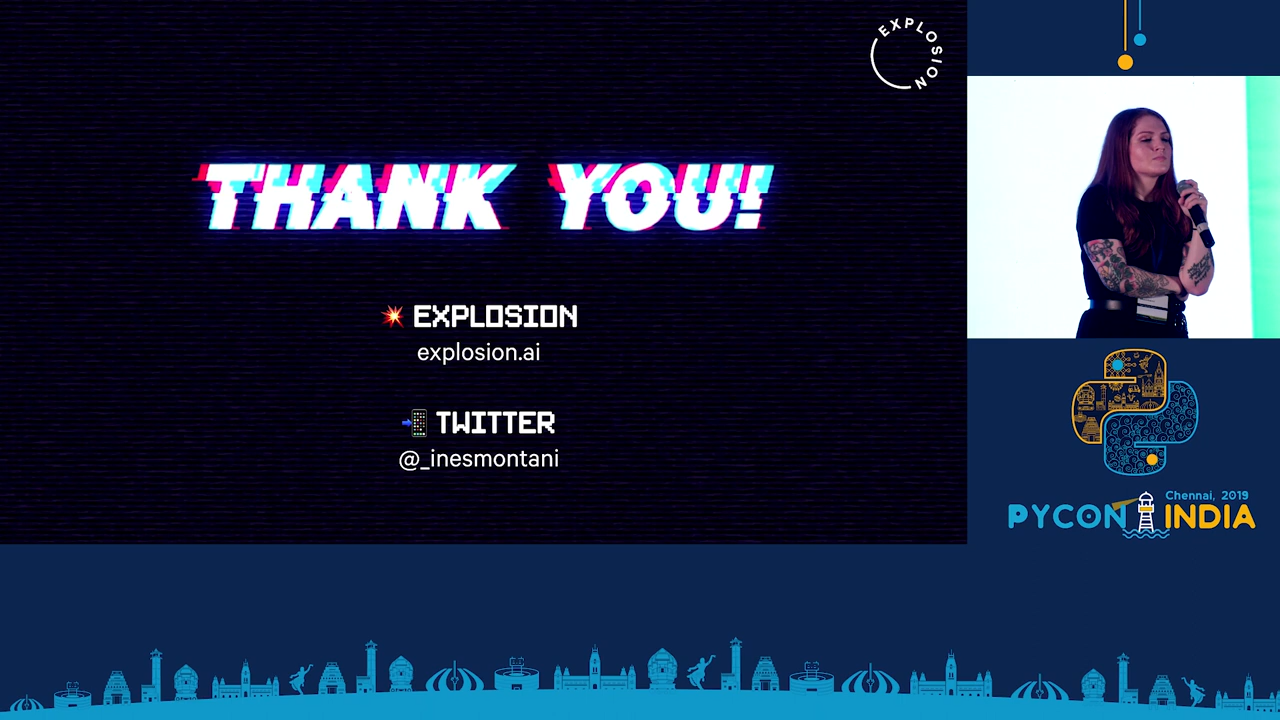 EXPLOSION
THANK YOU!
EXPLOSION
explosion.ai
TWITTER
@_inesmontani
Chennai, 2019
PYCON INDIA